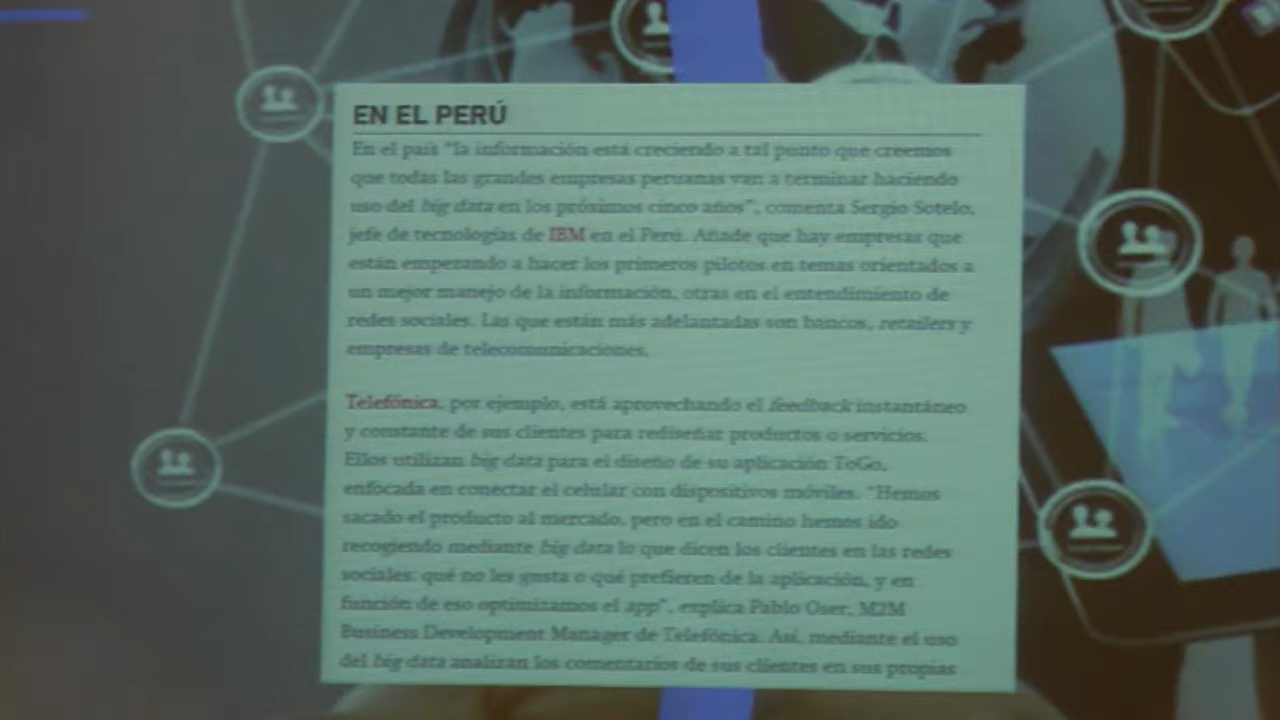 EN EL PERÚ
En el país "la información está creciendo a tal punto que creemos
que todas las grandes empresas peruanas van a terminar haciendo
uso del big data en los próximos cinco años", comenta Sergio Sotelo,
jefe de tecnologías de IBM en el Perú. Añade que hay empresas que
están empezando a hacer los primeros pilotos en temas orientados a
un mejor manejo de la información, otras en el entendimiento de
redes sociales. Las que están más adelantadas son bancos, retailers y
empresas de telecomunicaciones.
Telefónica, por ejemplo, está aprovechando el feedback instantáneo
y constante de sus clientes para rediseñar productos o servicios.
Ellos utilizan big data para el diseño de su aplicación ToGo,
enfocada en conectar el celular con dispositivos móviles. "Hemos
sacado el producto al mercado, pero en el camino hemos ido
recogiendo mediante big data lo que dicen los clientes en las redes
sociales: qué no les gusta o qué prefieren de la aplicación, y en
función de eso optimizamos el app", explica Pablo Oser, M2M
Business Development Manager de Telefónica. Así, mediante el uso
del big data analizan los comentarios de sus clientes en sus propias